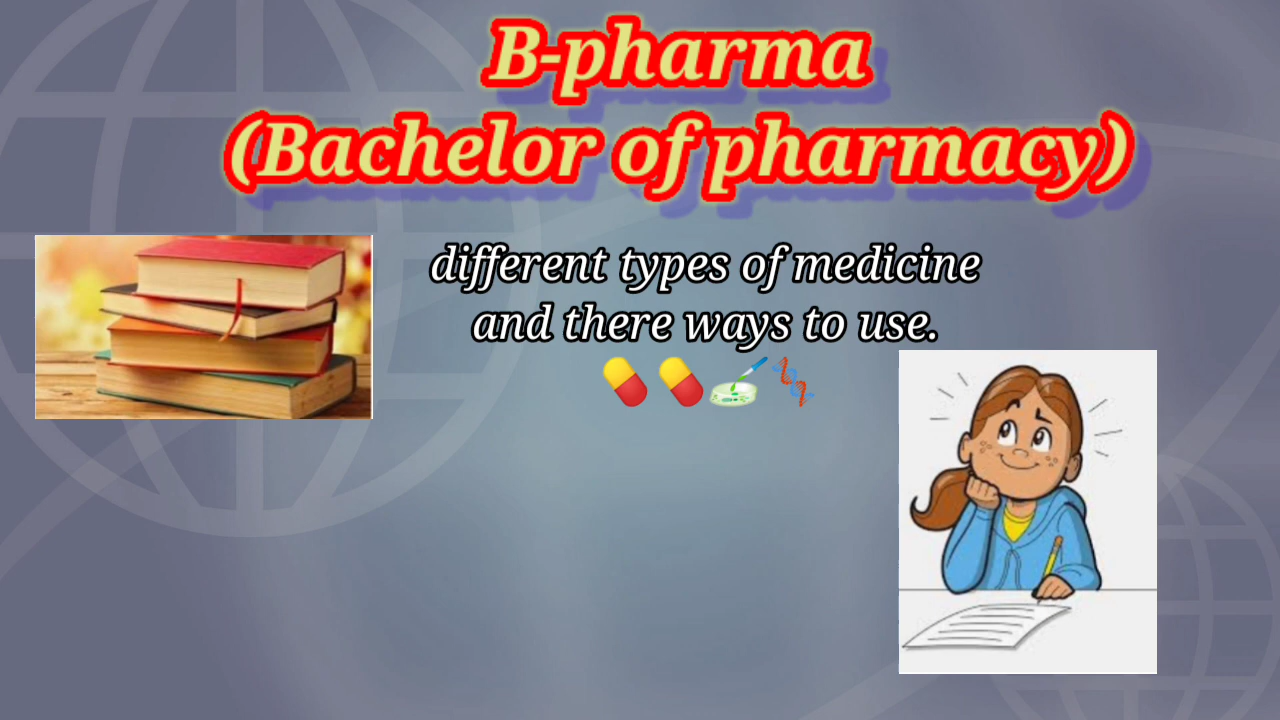 B-pharma
(Bachelor of pharmacy)
different types of medicine
and there ways to use.